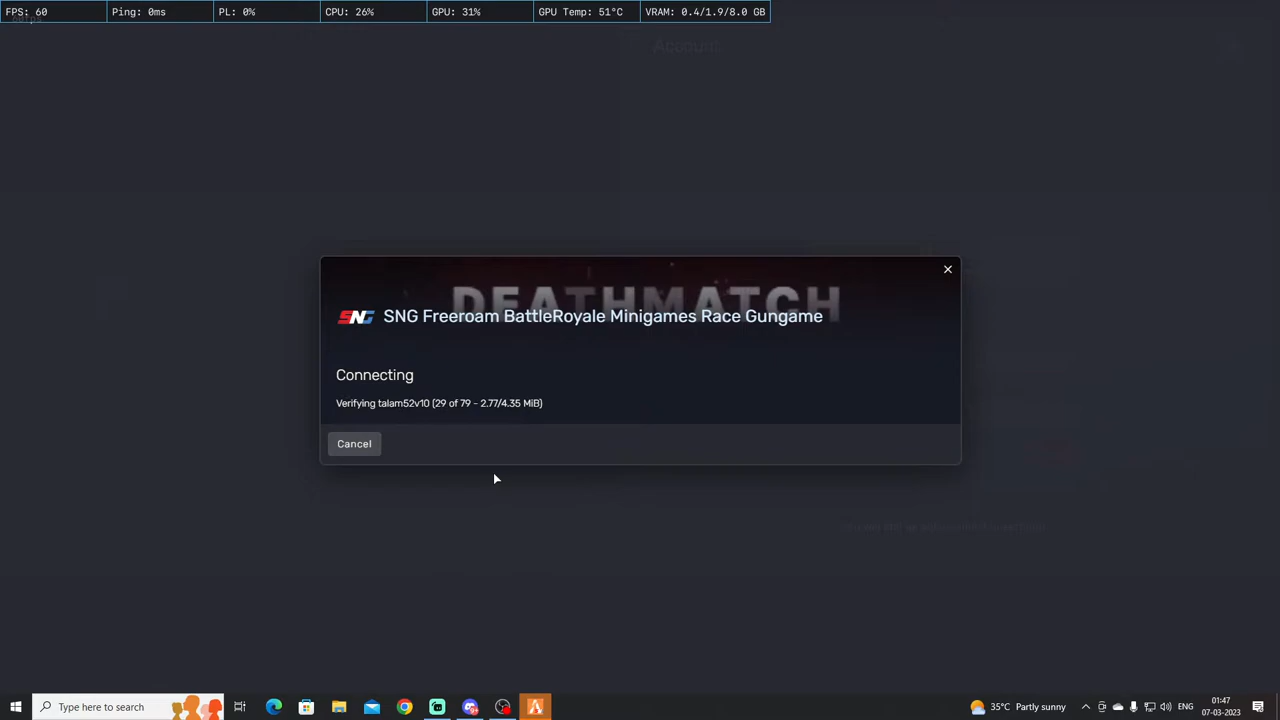 FPS: 60 Ping: 0ms PL: 0% CPU: 26% GPU: 31% GPU Temp: 51°C VRAM: 0.4/1.9/8.0 GB
Account
DEATHMATCH
SNG SNG Freeroam BattleRoyale Minigames Race Gungame
Connecting
Verifying talam52v10 (29 of 79 - 2.77/4.35 MiB)
Cancel
Type here to search 35°C Partly sunny ENG 01:47
07-03-2023